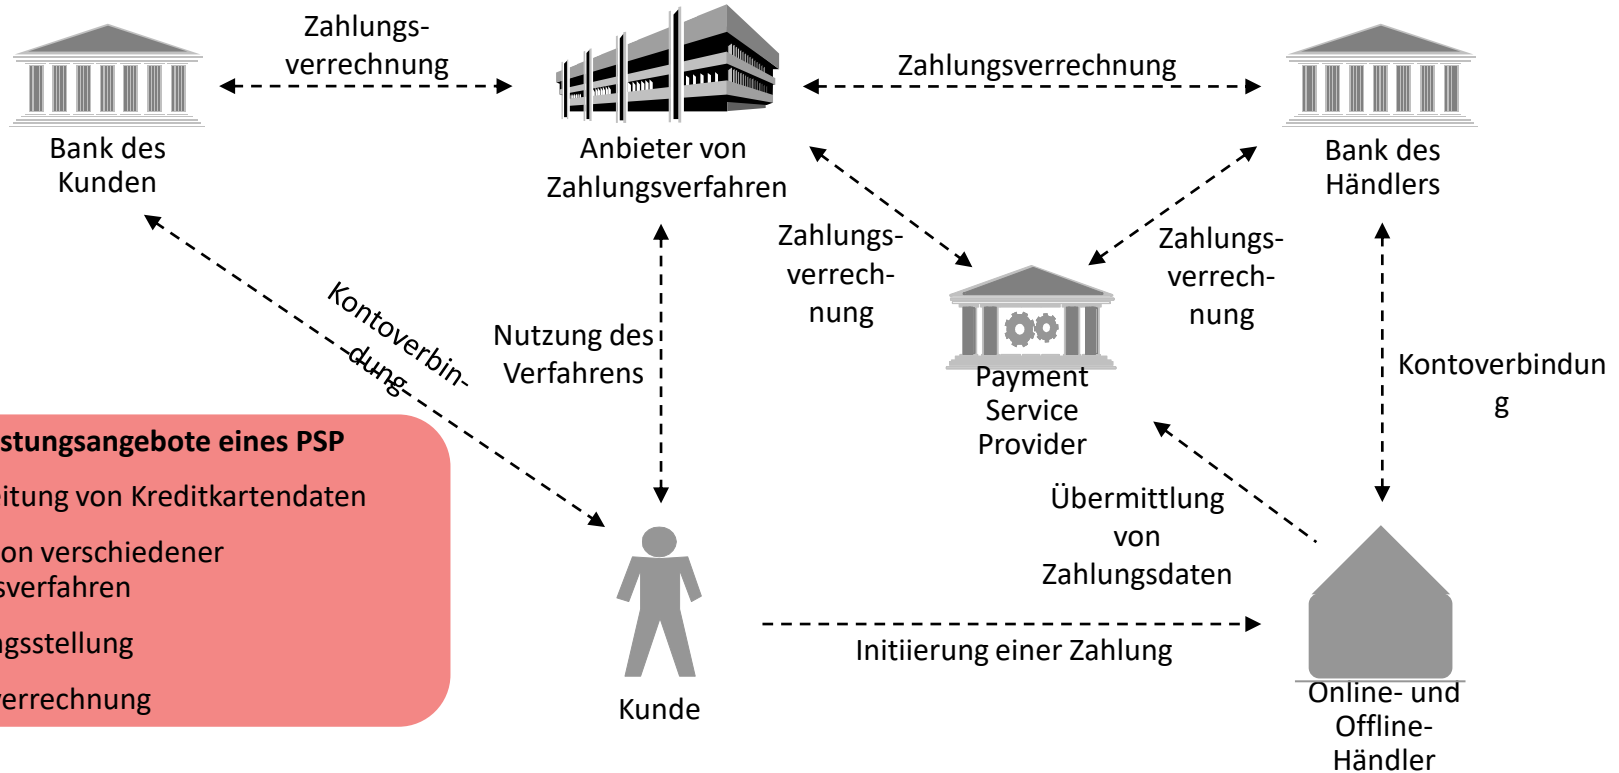 Zahlungs-
verrechnung
Zahlungsverrechnung
Bank des
Kunden
Anbieter von
Zahlungsverfahren
Bank des
Händlers
Zahlungs-
verrech-
nung
Zahlungs-
verrech-
nung
Kontoverbin-
dung
Nutzung des
Verfahrens
Payment
Service
Provider
Kontoverbindun
g
stungsangebote eines PSP
eitung von Kreditkartendaten
on verschiedener
sverfahren
gsstellung
verrechnung
Übermittlung
von
Zahlungsdaten
Initiierung einer Zahlung
Kunde
Online- und
Offline-
Händler